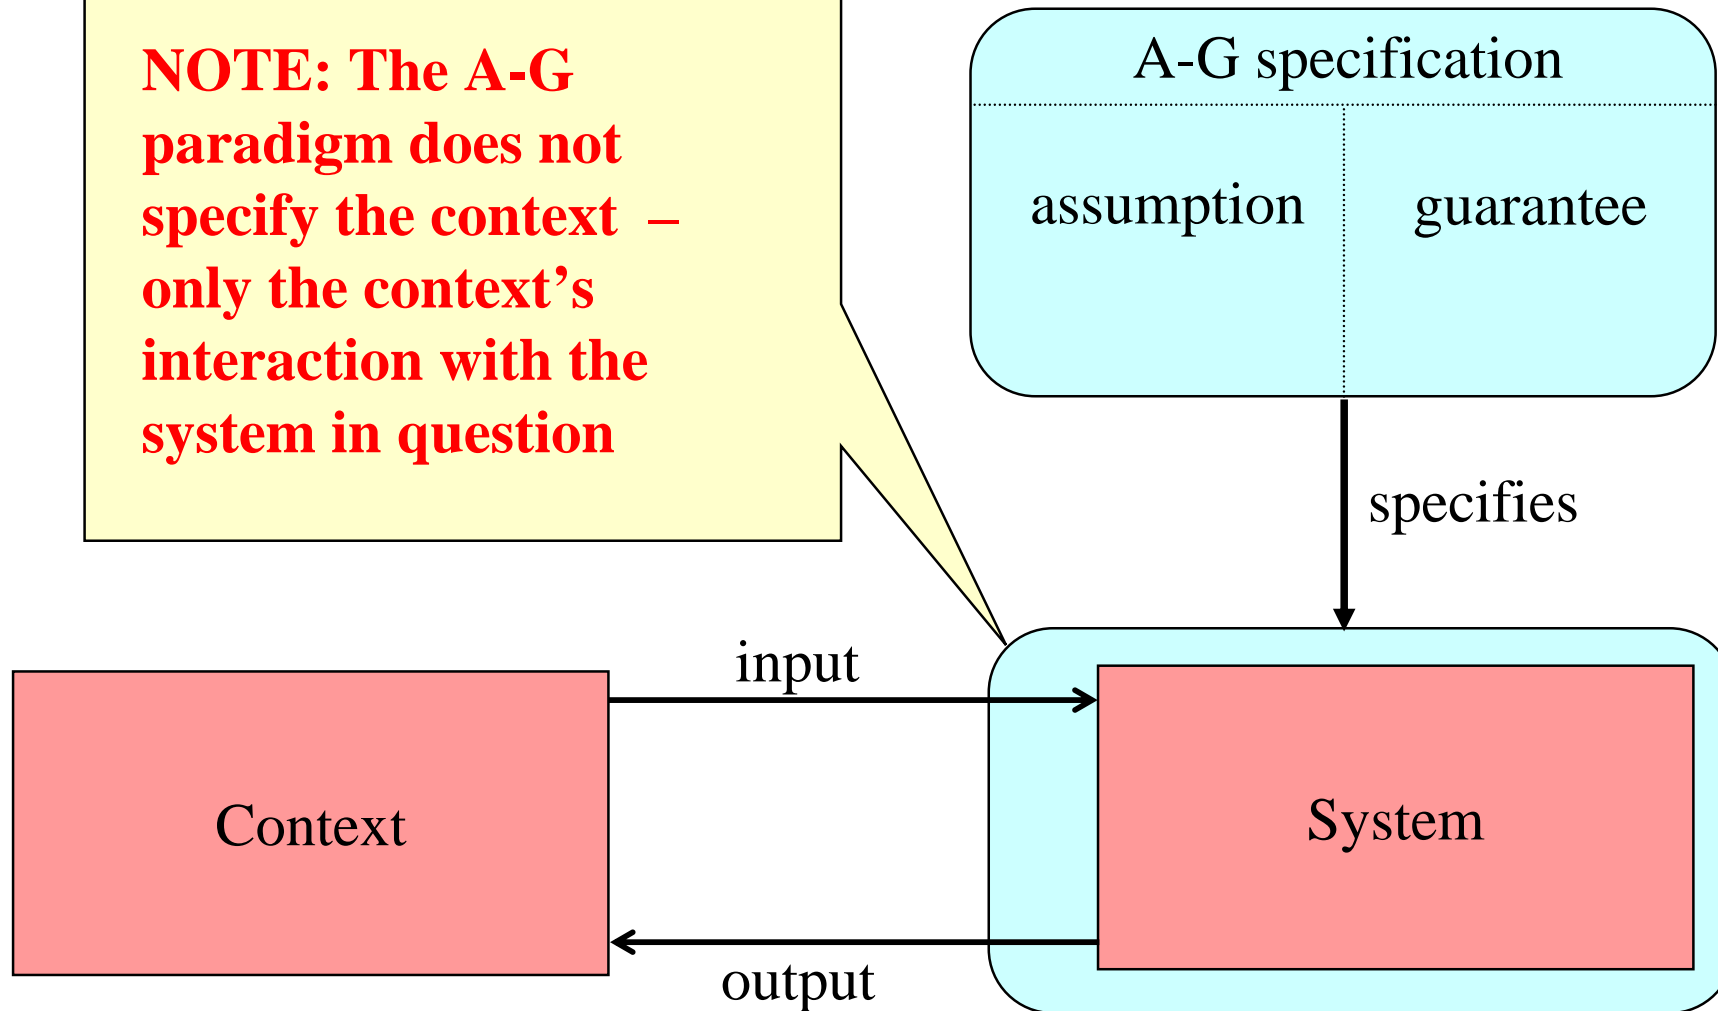 NOTE: The A-G
paradigm does not
specify the context –
only the context’s
interaction with the
system in question
A-G specification
assumption
guarantee
specifies
input
Context
System
output